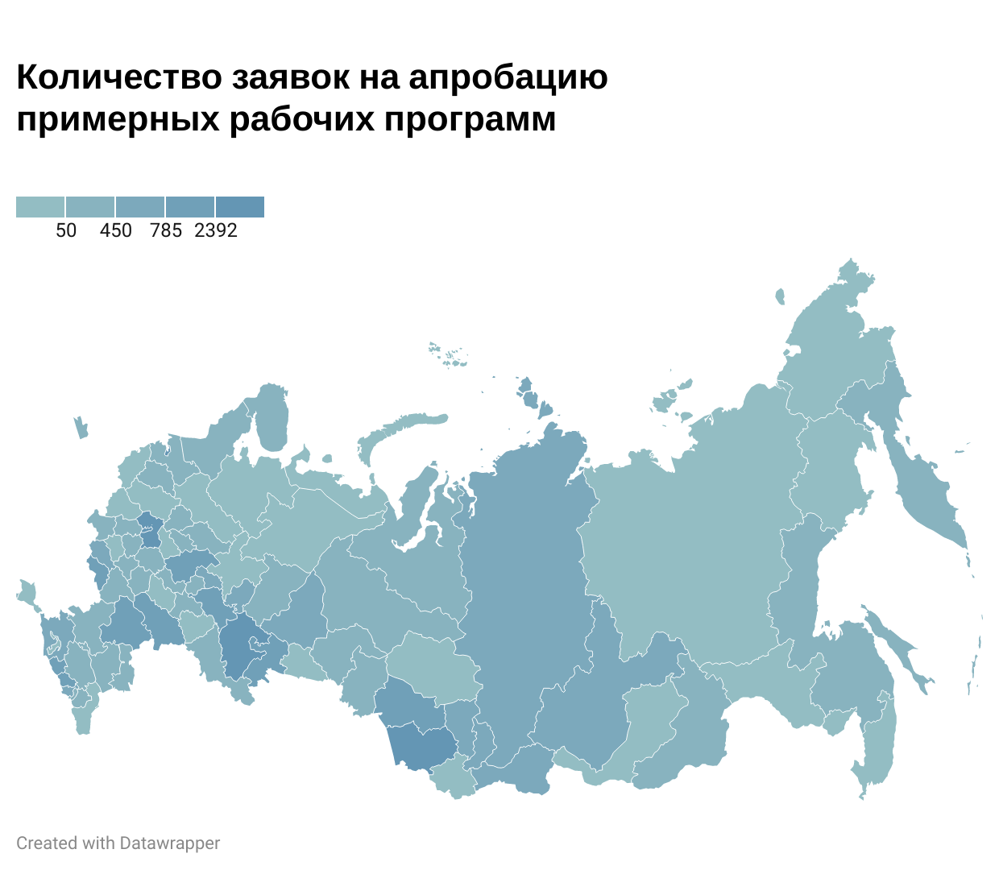 Количество заявок на апробацию
примерных рабочих программ
50 450 785 2392
Created with Datawrapper